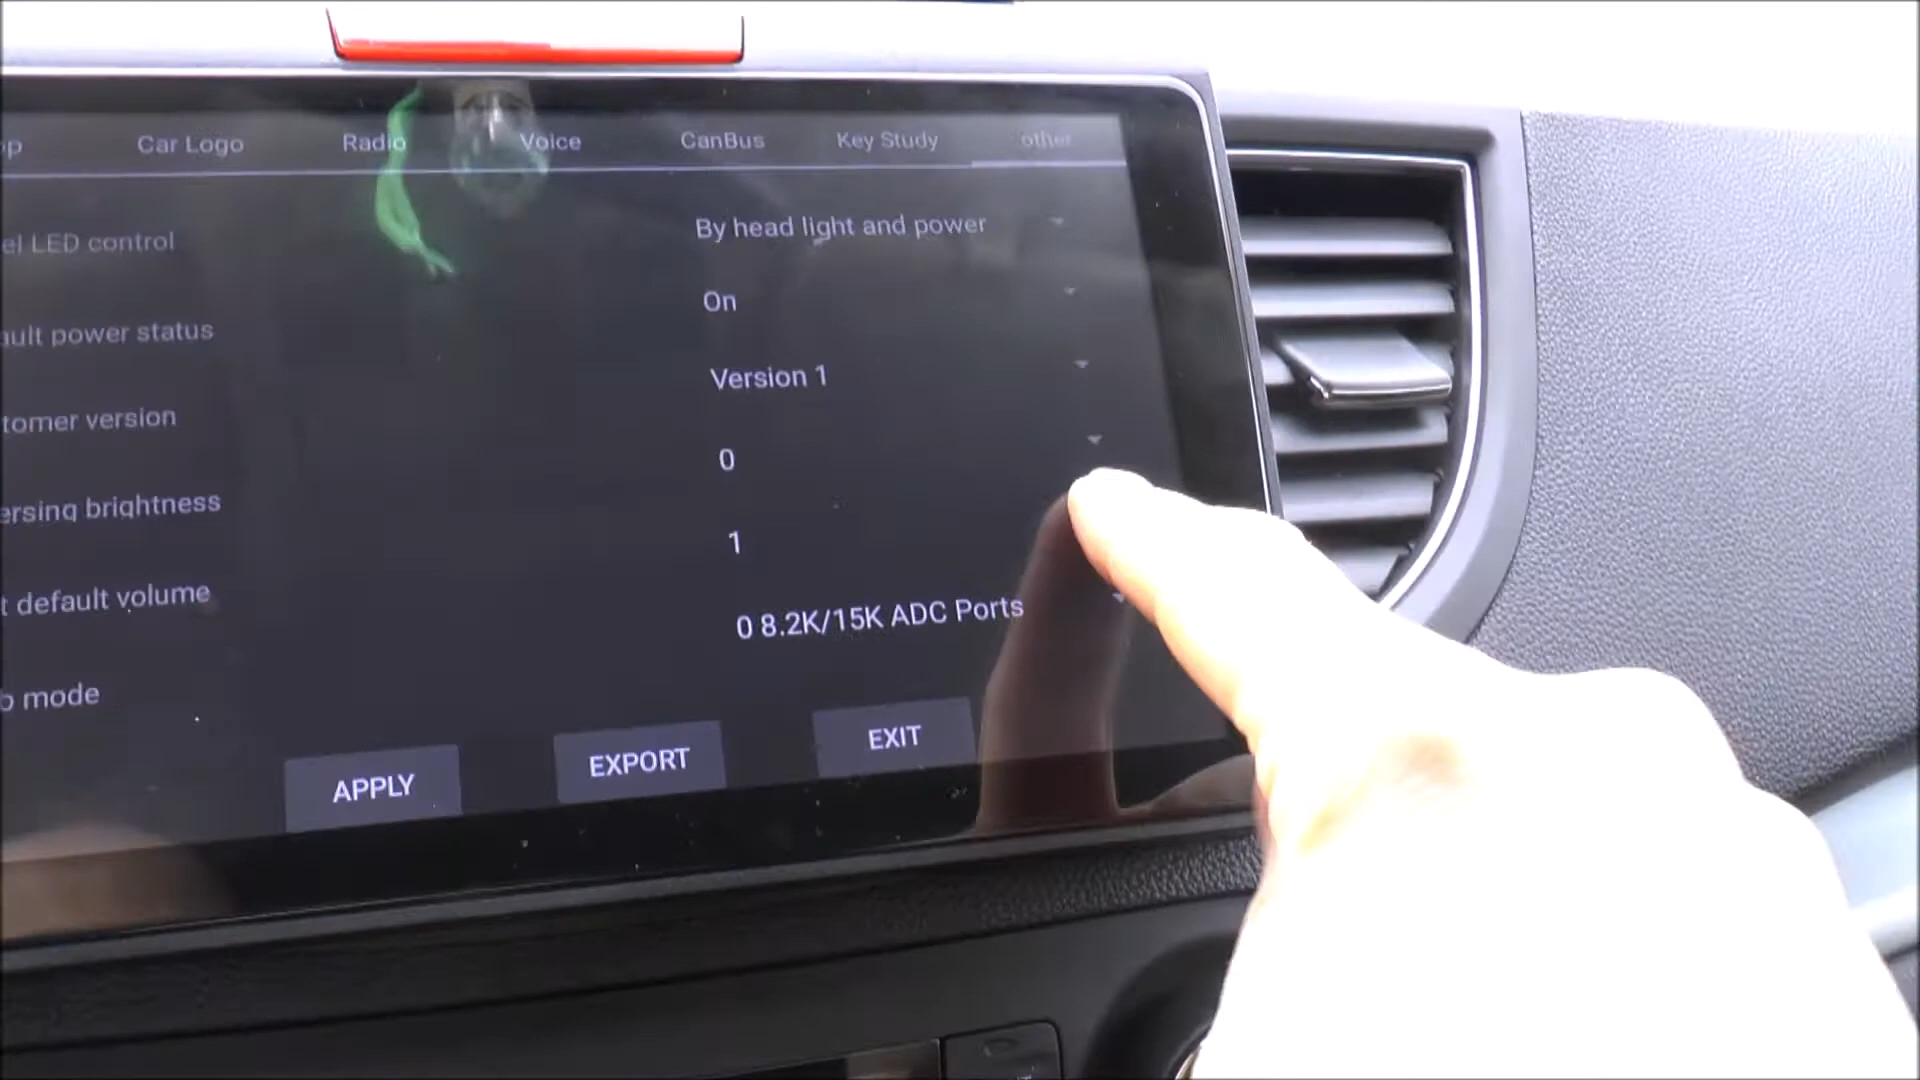 op Car Logo Radio Voice CanBus Key Study other
el LED control By head light and power
ault power status On
tomer version Version 1
ersing brightness 0
t default volume 1
o mode 0 8.2K/15K ADC Ports
APPLY EXPORT EXIT